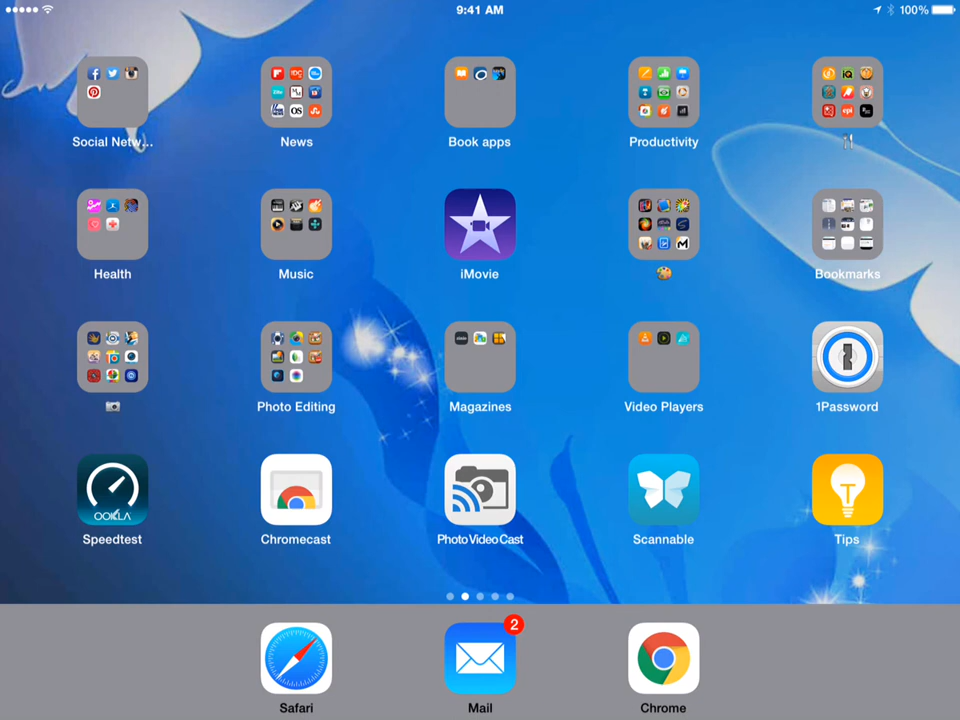 9:41 AM
100%
Social Netw...
News
Book apps
Productivity
Health
Music
iMovie
Bookmarks
Photo Editing
Magazines
Video Players
1Password
OOKLA
Speedtest
Chromecast
PhotoVideoCast
Scannable
Tips
2
Safari
Mail
Chrome